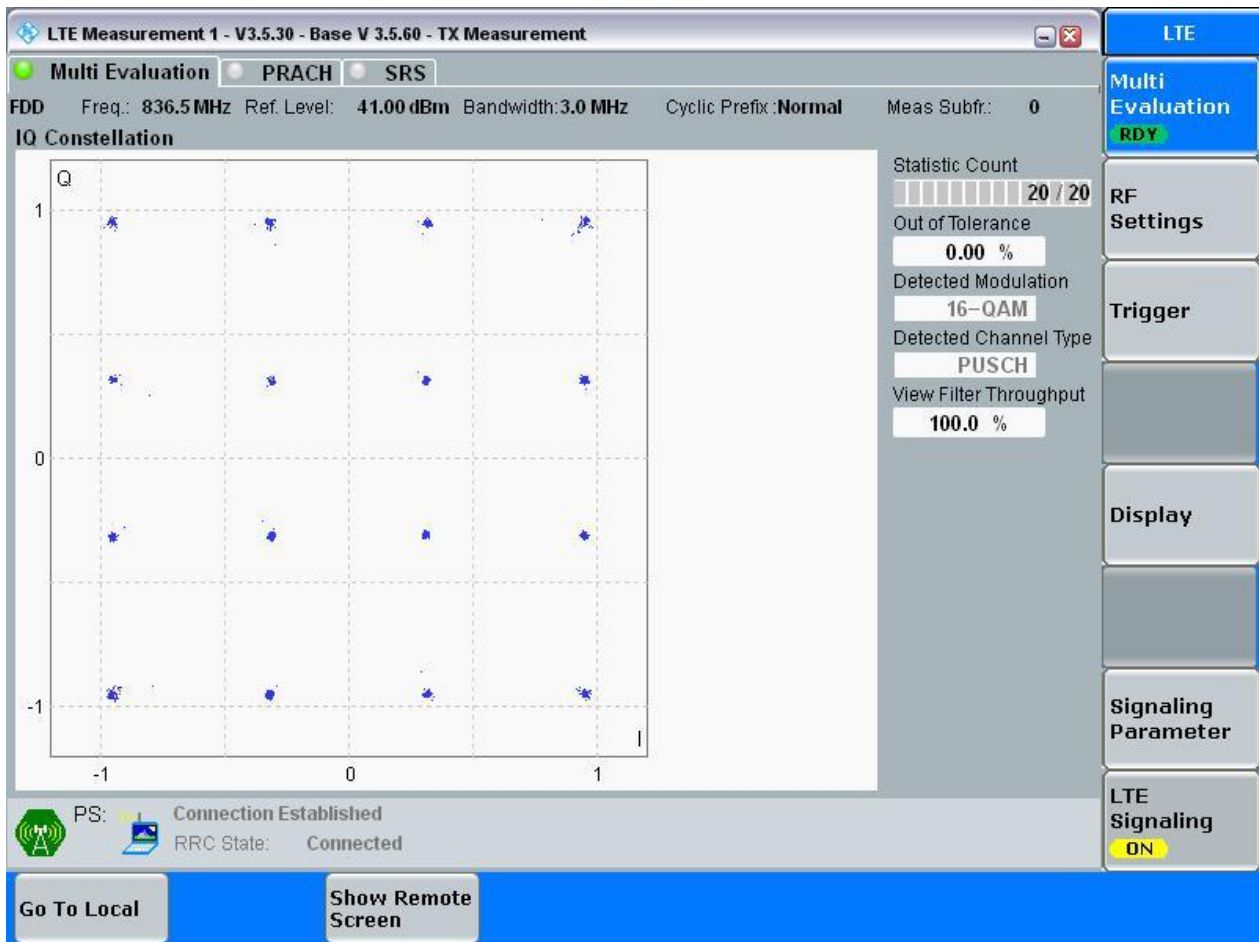 LTE Measurement 1 - V3.5.30 - Base V 3.5.60 - TX Measurement
LTE
Multi Evaluation PRACH SRS
Multi
Evaluation
RDY
FDD Freq.: 836.5 MHz Ref. Level: 41.00 dBm Bandwidth: 3.0 MHz Cyclic Prefix : Normal Meas Subfr.: 0
IQ Constellation
Q
1
0
-1
-1 0 1
I
Statistic Count
20 / 20
Out of Tolerance
0.00 %
Detected Modulation
16-QAM
Detected Channel Type
PUSCH
View Filter Throughput
100.0 %
RF
Settings
Trigger
Display
Signaling
Parameter
LTE
Signaling
ON
PS: Connection Established
RRC State: Connected
Go To Local
Show Remote
Screen